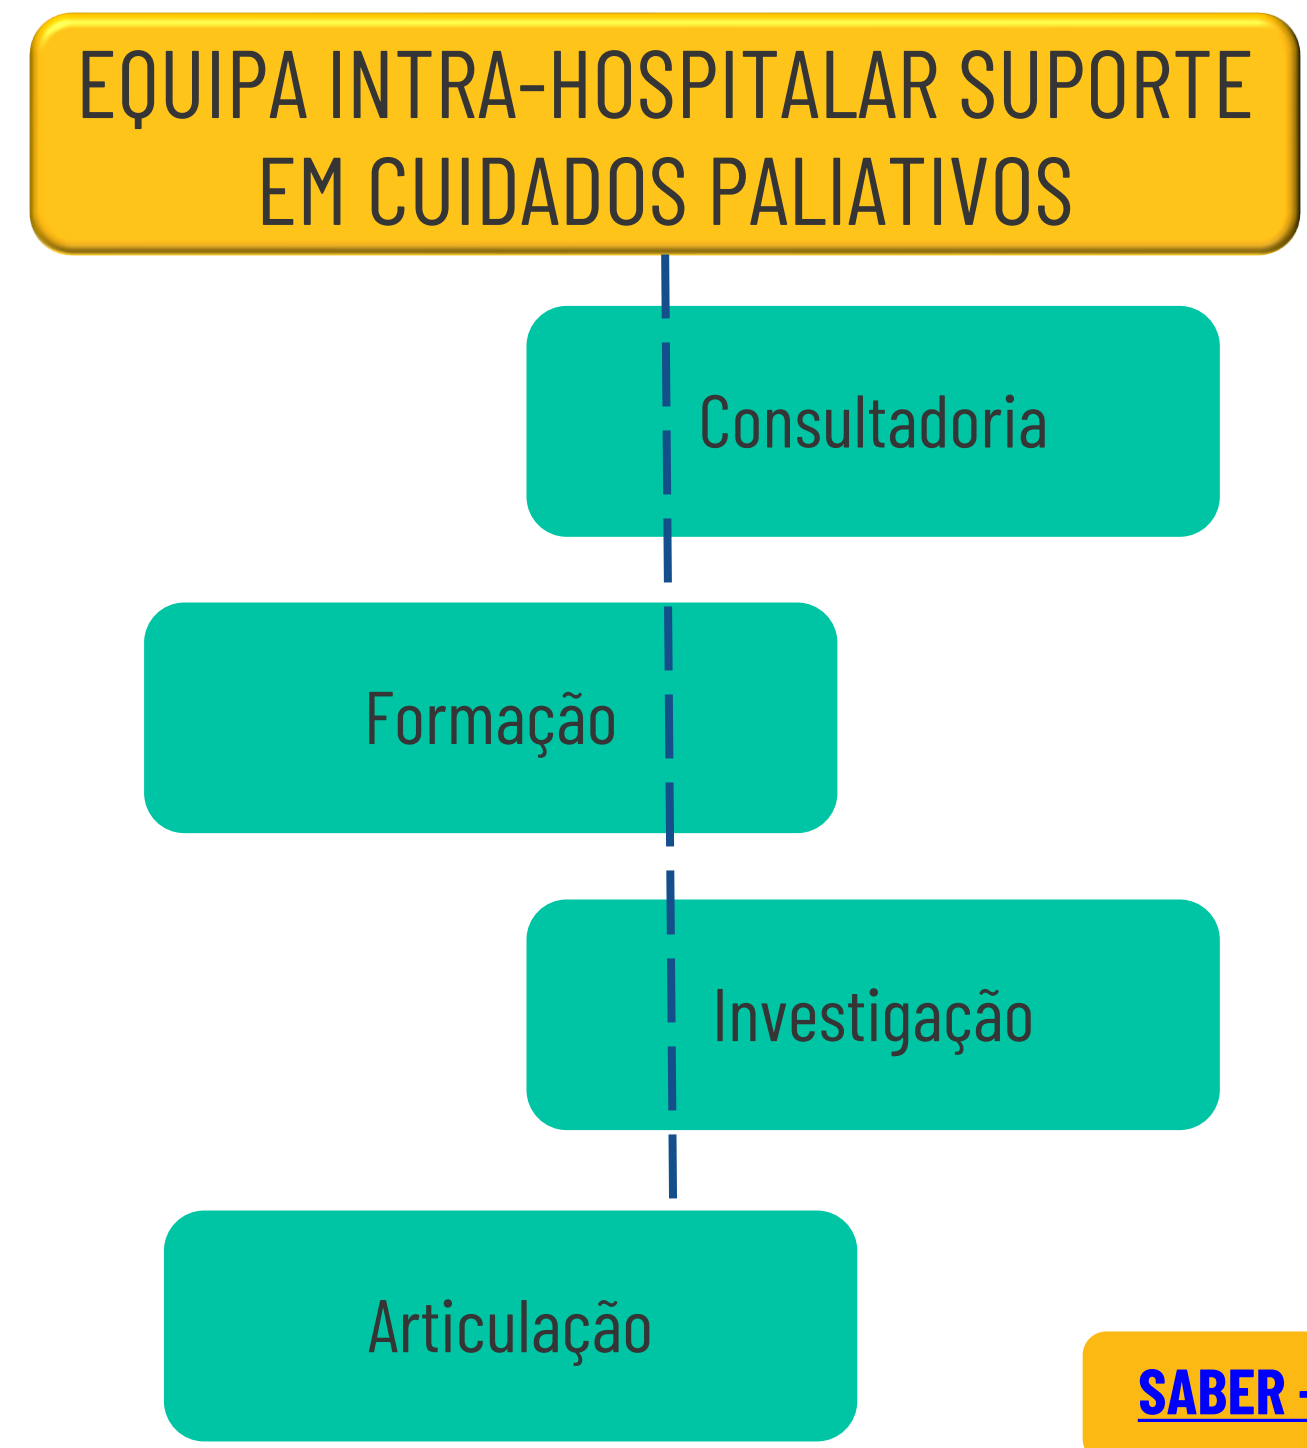 EQUIPA INTRA-HOSPITALAR SUPORTE
EM CUIDADOS PALIATIVOS
Consultadoria
Formação
Investigação
Articulação
SABER -